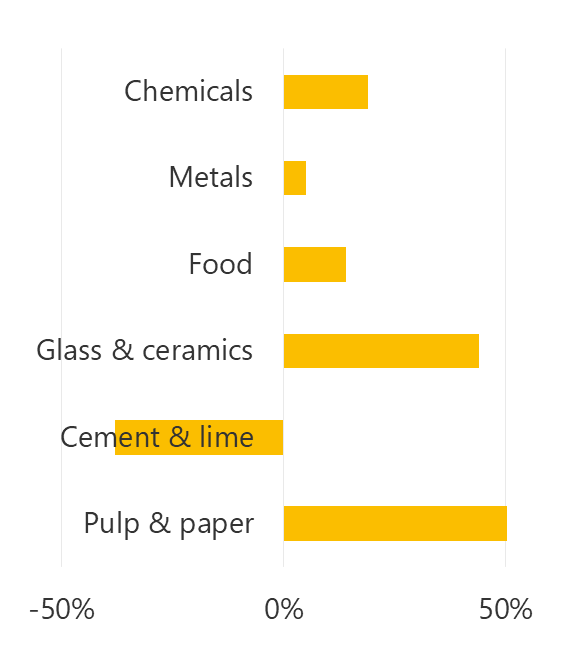 Chemicals
Metals
Food
Glass & ceramics
Cement & lime
Pulp & paper
-50% 0% 50%